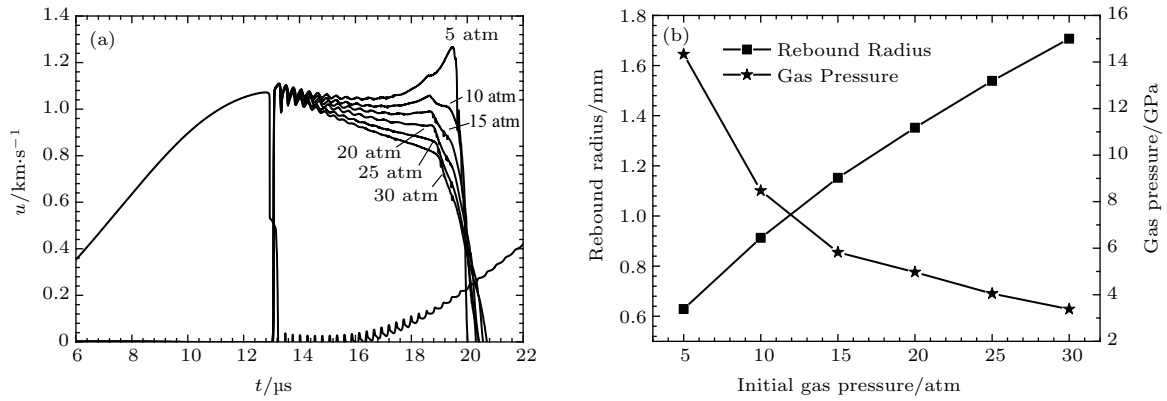 (a)
1.4
1.2
1.0
0.8
0.6
0.4
0.2
0
u/km·s⁻¹
5 atm
10 atm
15 atm
20 atm
25 atm
30 atm
6 8 10 12 14 16 18 20 22
t/µs
(b)
1.8
1.6
1.4
1.2
1.0
0.8
0.6
Rebound radius/mm
Rebound Radius
Gas Pressure
16
14
12
10
8
6
4
2
Gas pressure/GPa
5 10 15 20 25 30
Initial gas pressure/atm